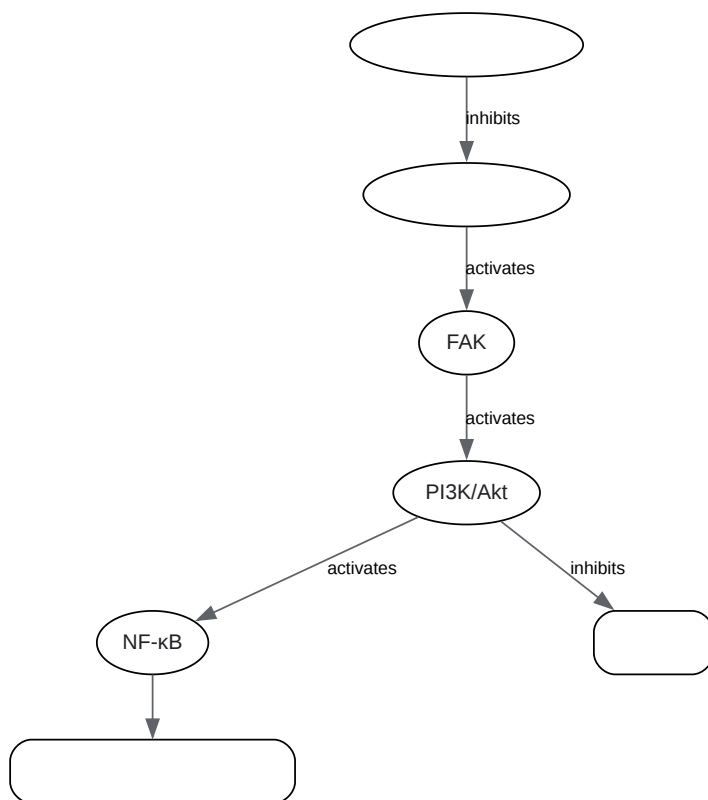 inhibits
activates
FAK
activates
PI3K/Akt
activates
inhibits
NF-κB